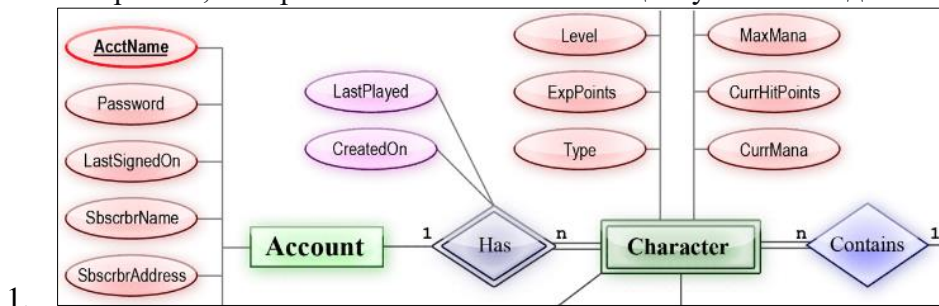 AcctName
Password
LastSignedOn
SbscrbrName
SbscrbrAddress
LastPlayed
CreatedOn
Level
ExpPoints
Type
MaxMana
CurrHitPoints
CurrMana
Account
1
Has
n
Character
n
Contains
1
1.